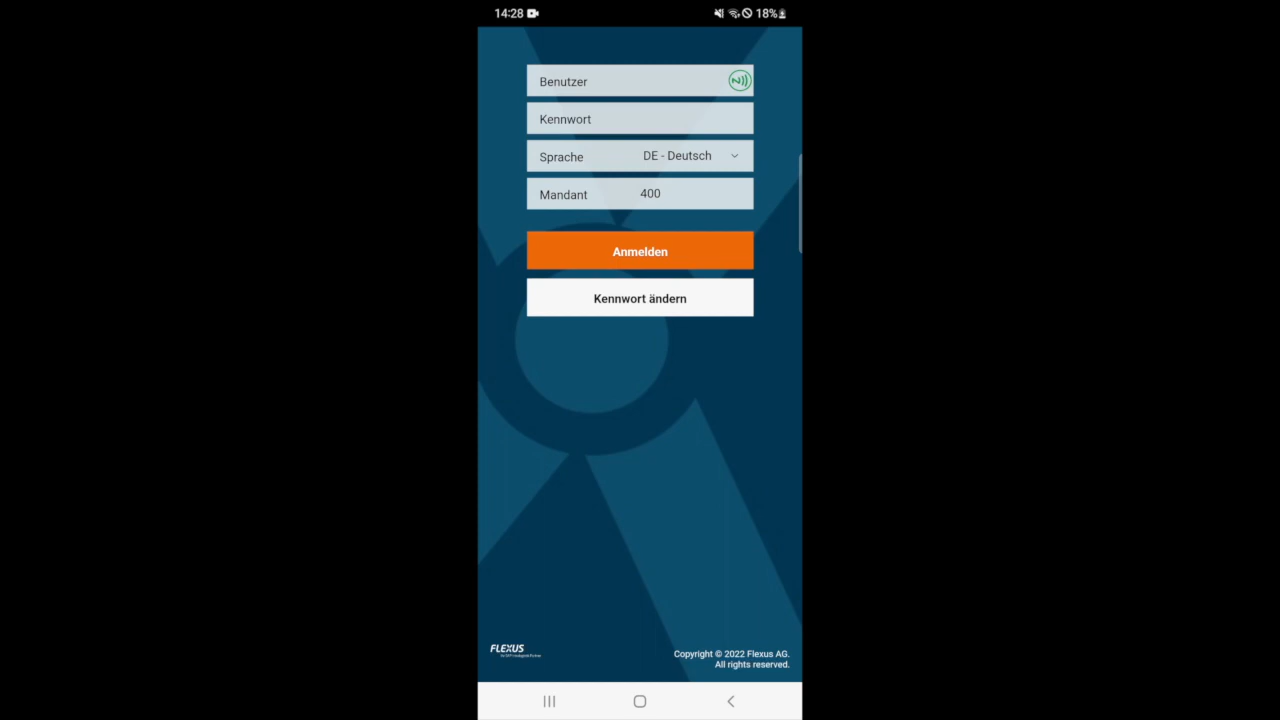 14:28
18%
Benutzer
Kennwort
Sprache DE - Deutsch
Mandant 400
Anmelden
Kennwort ändern
FLEXUS
Copyright © 2022 Flexus AG.
All rights reserved.